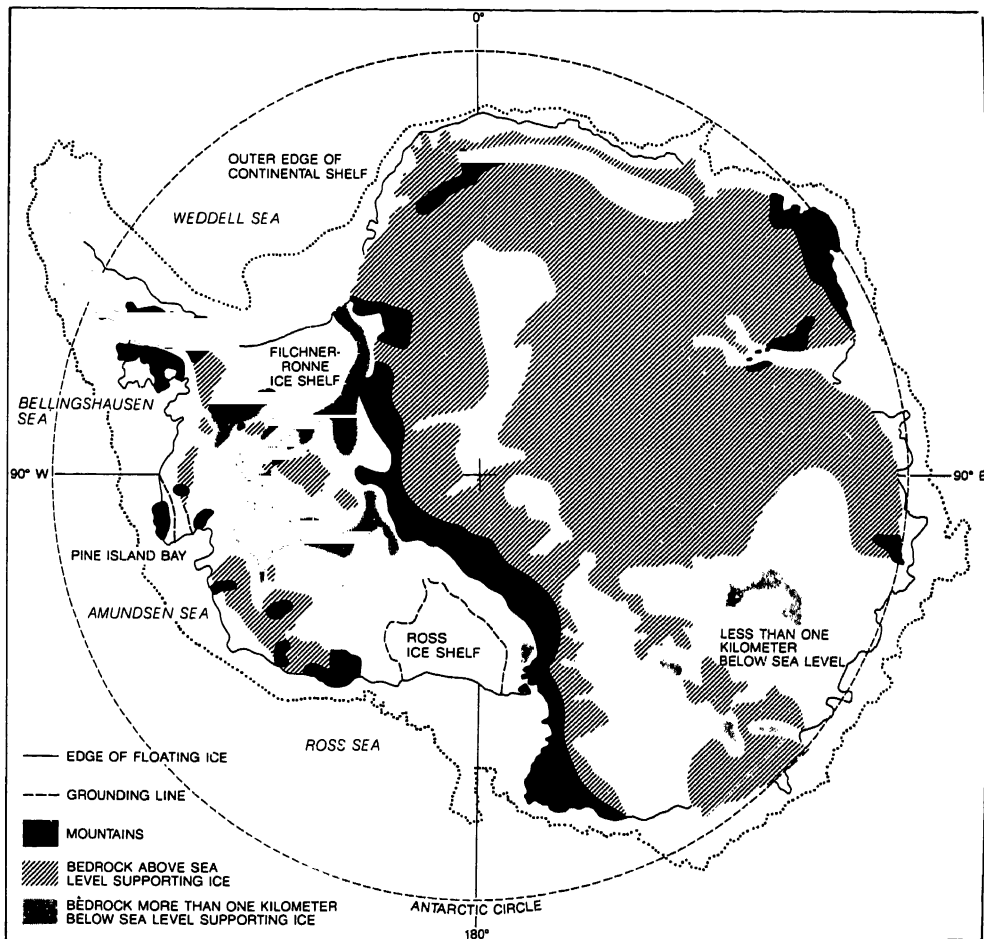 0°
OUTER EDGE OF
CONTINENTAL SHELF
WEDDELL SEA
FILCHNER-
RONNE
ICE SHELF
BELLINGSHAUSEN
SEA
90° W
90° E
PINE ISLAND BAY
AMUNDSEN SEA
ROSS
ICE SHELF
LESS THAN ONE
KILOMETER
BELOW SEA LEVEL
ROSS SEA
EDGE OF FLOATING ICE
GROUNDING LINE
MOUNTAINS
BEDROCK ABOVE SEA
LEVEL SUPPORTING ICE
BEDROCK MORE THAN ONE KILOMETER
BELOW SEA LEVEL SUPPORTING ICE
ANTARCTIC CIRCLE
180°